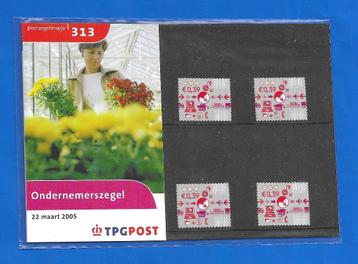 postzegelmapje 313
Ondernemerszegel
22 maart 2005
TPGPOST
€0,39
€0,39
€0,39
€0,39